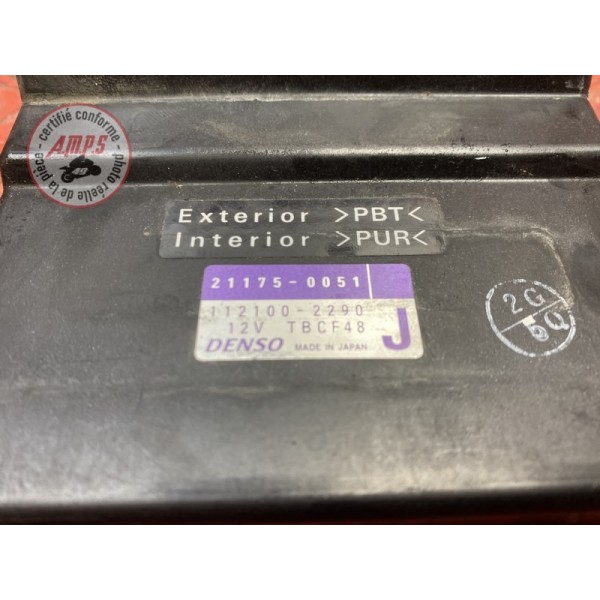 - certifié conforme -
A.M.P.S
49
photo réelle de la pièce
Exterior >PBT<
Interior >PUR<
21175-0051
112100-2290
12V TBCF48
J
DENSO MADE IN JAPAN
2G